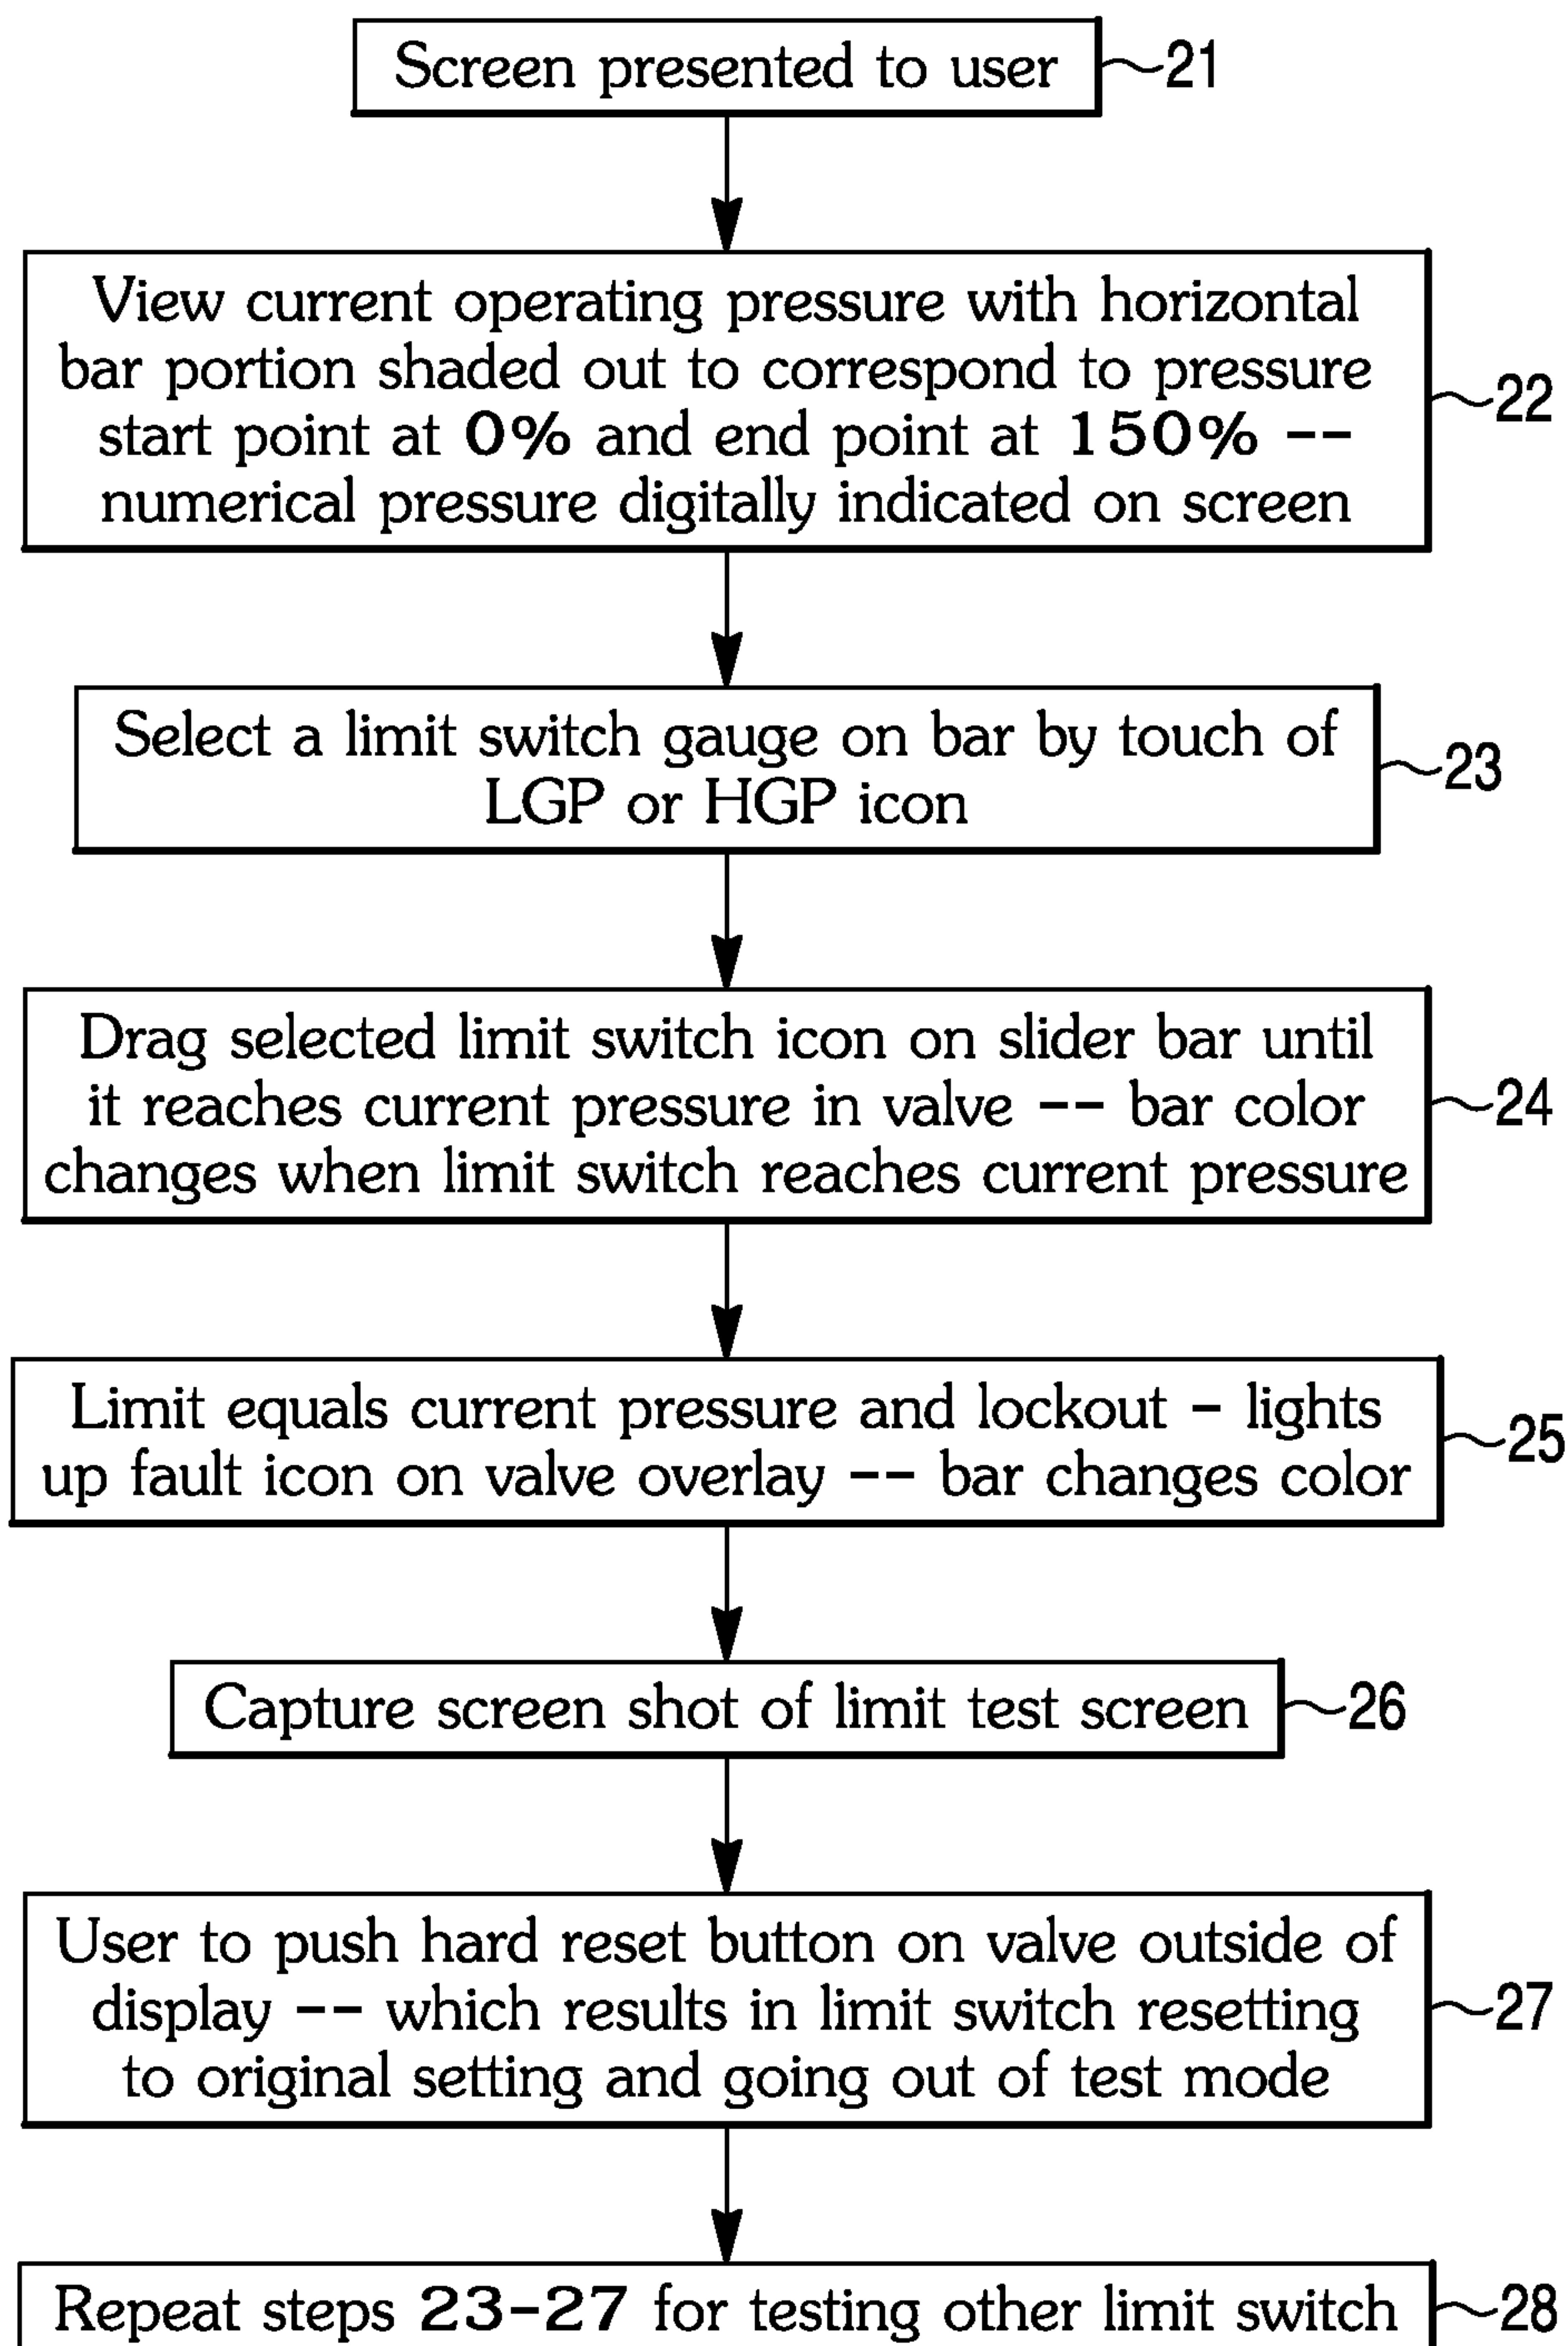 Screen presented to user
21
View current operating pressure with horizontal
bar portion shaded out to correspond to pressure
start point at 0% and end point at 150% --
numerical pressure digitally indicated on screen
22
Select a limit switch gauge on bar by touch of
LGP or HGP icon
23
Drag selected limit switch icon on slider bar until
it reaches current pressure in valve -- bar color
changes when limit switch reaches current pressure
24
Limit equals current pressure and lockout – lights
up fault icon on valve overlay -- bar changes color
25
Capture screen shot of limit test screen
26
User to push hard reset button on valve outside of
display -- which results in limit switch resetting
to original setting and going out of test mode
27
Repeat steps 23-27 for testing other limit switch
28